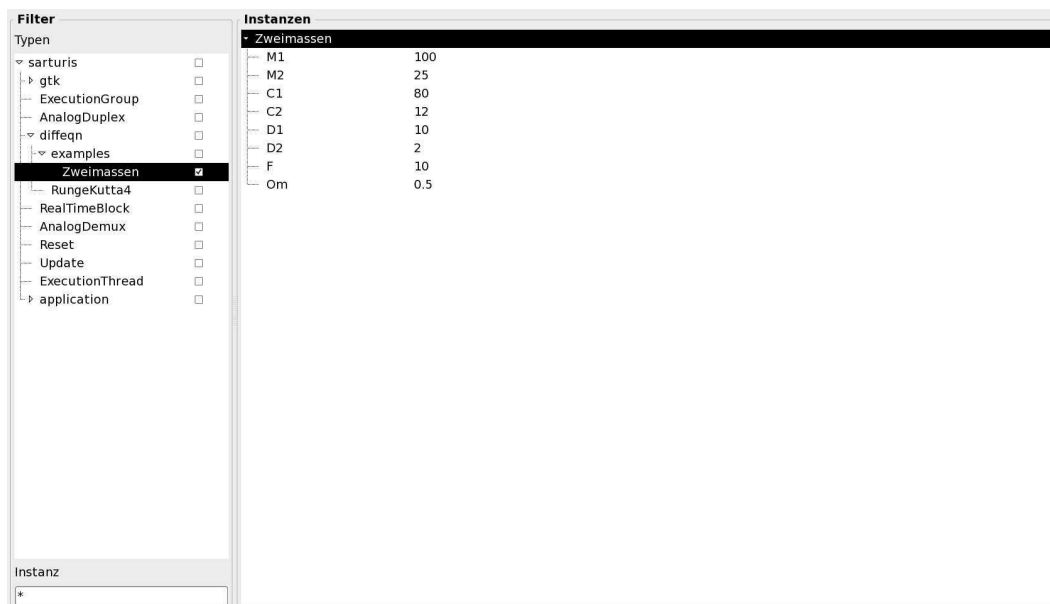 Filter
Typen
sarturis
gtk
ExecutionGroup
AnalogDuplex
diffeqn
examples
Zweimassen
RungeKutta4
RealTimeBlock
AnalogDemux
Reset
Update
ExecutionThread
application
Instanz
*
Instanzen
Zweimassen
M1 100
M2 25
C1 80
C2 12
D1 10
D2 2
F 10
Om 0.5